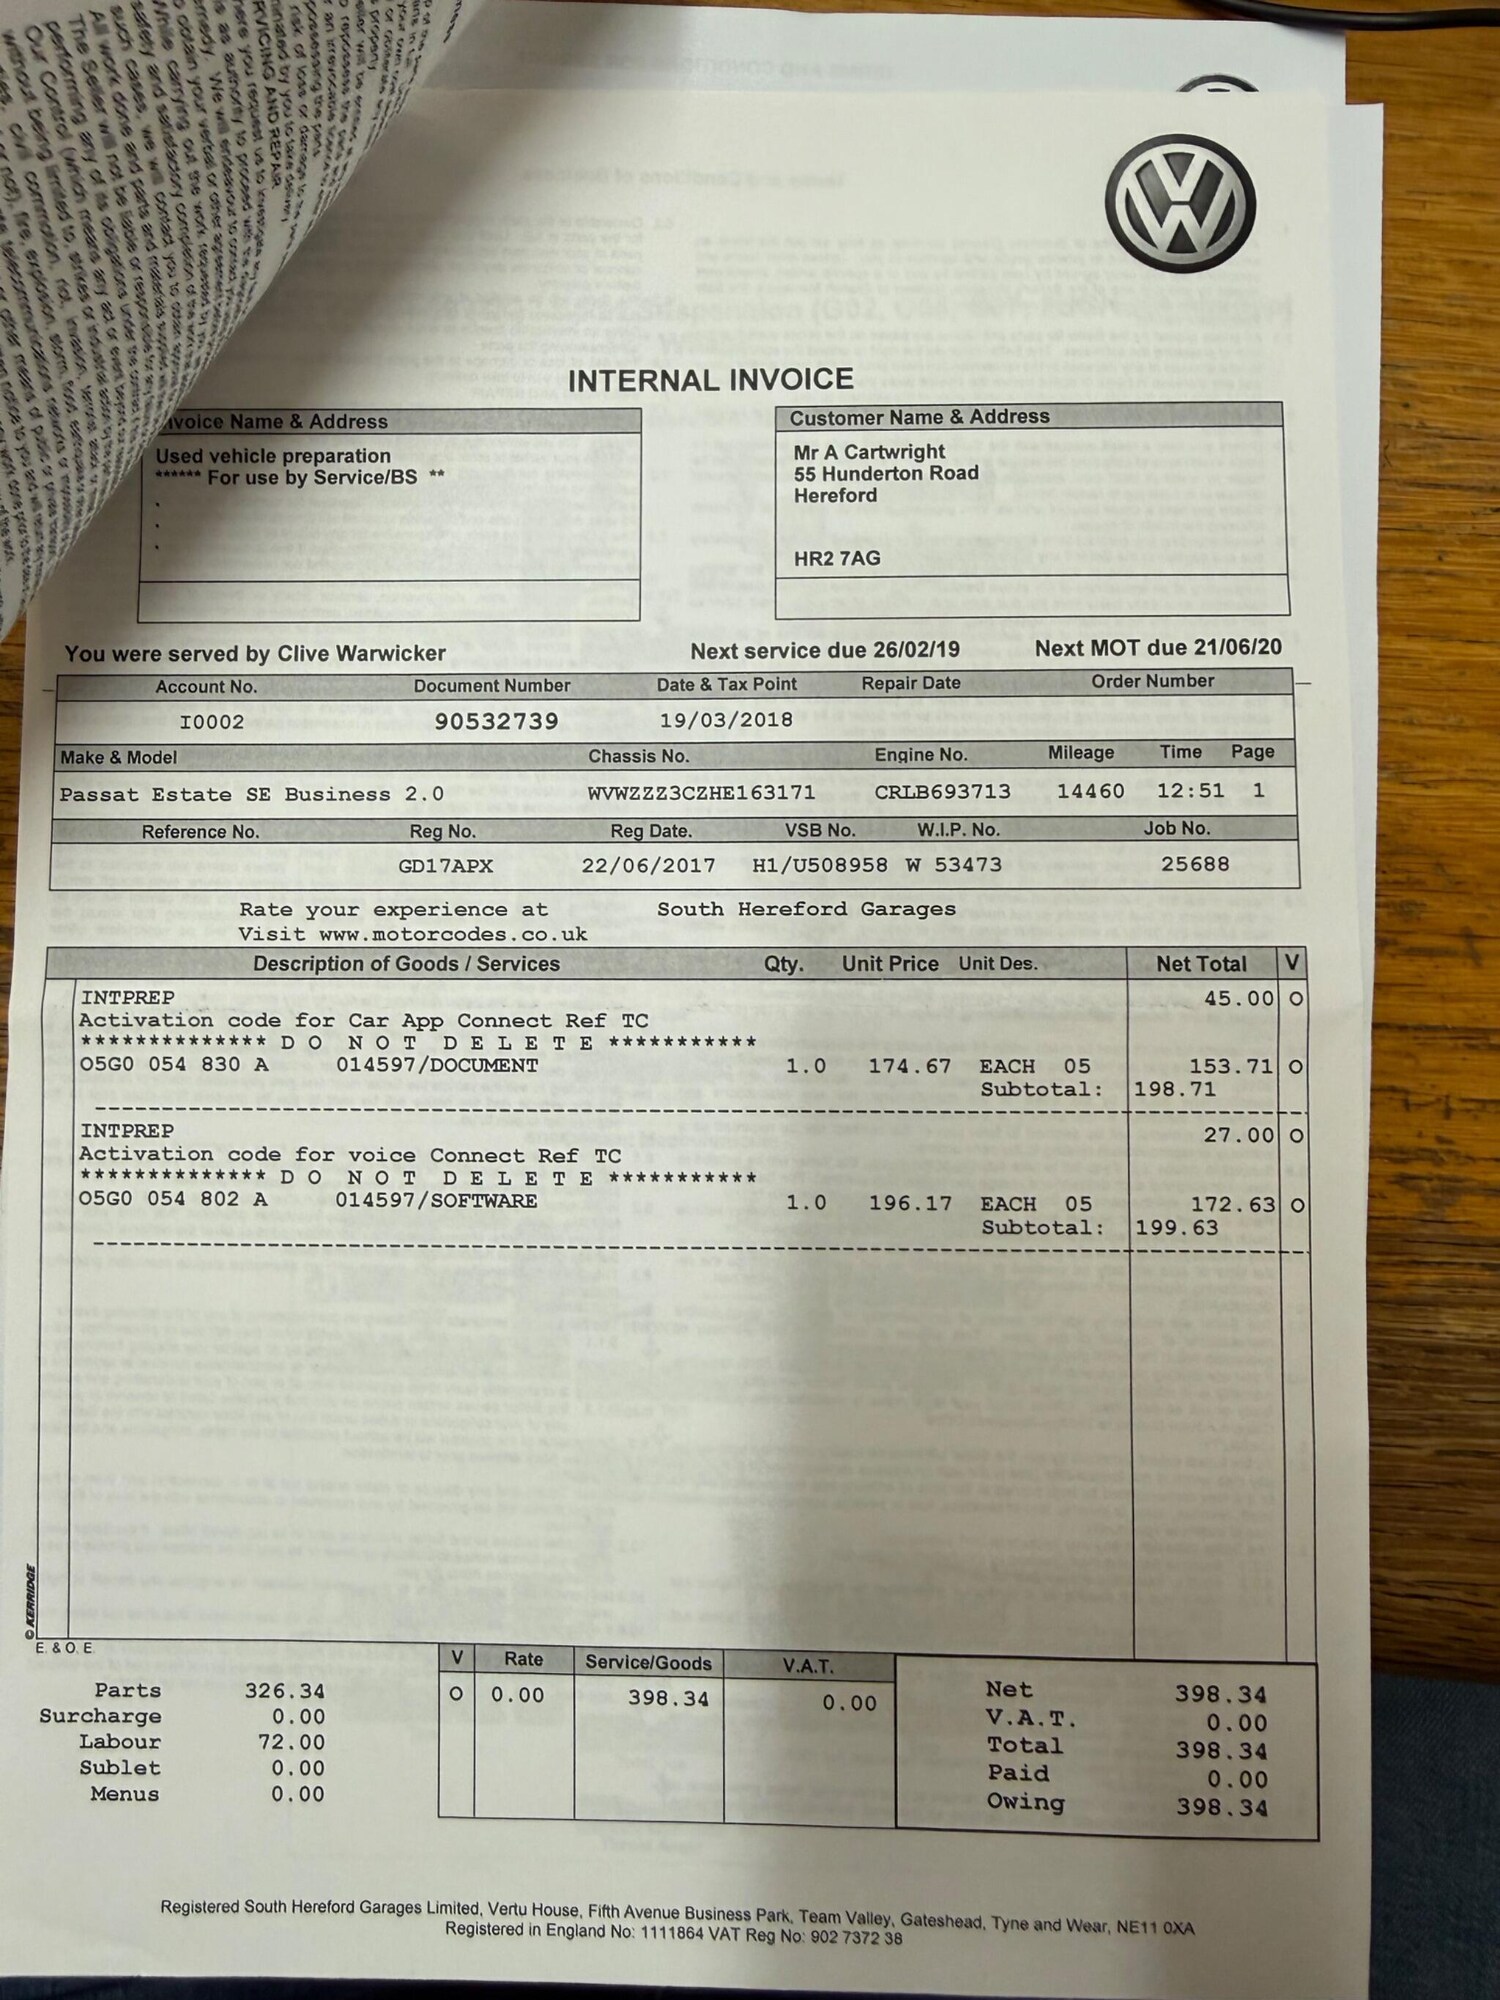 INTERNAL INVOICE
Invoice Name & Address
Used vehicle preparation
****** For use by Service/BS **
.
.
.
Customer Name & Address
Mr A Cartwright
55 Hunderton Road
Hereford
HR2 7AG
You were served by Clive Warwicker Next service due 26/02/19 Next MOT due 21/06/20
Account No. Document Number Date & Tax Point Repair Date Order Number
I0002 90532739 19/03/2018
Make & Model Chassis No. Engine No. Mileage Time Page
Passat Estate SE Business 2.0 WVWZZZ3CZHE163171 CRLB693713 14460 12:51 1
Reference No. Reg No. Reg Date. VSB No. W.I.P. No. Job No.
GD17APX 22/06/2017 H1/U508958 W 53473 25688
Rate your experience at South Hereford Garages
Visit www.motorcodes.co.uk
Description of Goods / Services Qty. Unit Price Unit Des. Net Total V
INTPREP 45.00 O
Activation code for Car App Connect Ref TC
************** D O N O T D E L E T E ***********
O5G0 054 830 A 014597/DOCUMENT 1.0 174.67 EACH 05 153.71 O
Subtotal: 198.71
INTPREP 27.00 O
Activation code for voice Connect Ref TC
************** D O N O T D E L E T E ***********
O5G0 054 802 A 014597/SOFTWARE 1.0 196.17 EACH 05 172.63 O
Subtotal: 199.63
© KERRIDGE
E. & O. E.
Parts 326.34
Surcharge 0.00
Labour 72.00
Sublet 0.00
Menus 0.00
V Rate Service/Goods V.A.T.
O 0.00 398.34 0.00
Net 398.34
V.A.T. 0.00
Total 398.34
Paid 0.00
Owing 398.34
Registered South Hereford Garages Limited, Vertu House, Fifth Avenue Business Park, Team Valley, Gateshead, Tyne and Wear, NE11 0XA
Registered in England No: 1111864 VAT Reg No: 902 7372 38